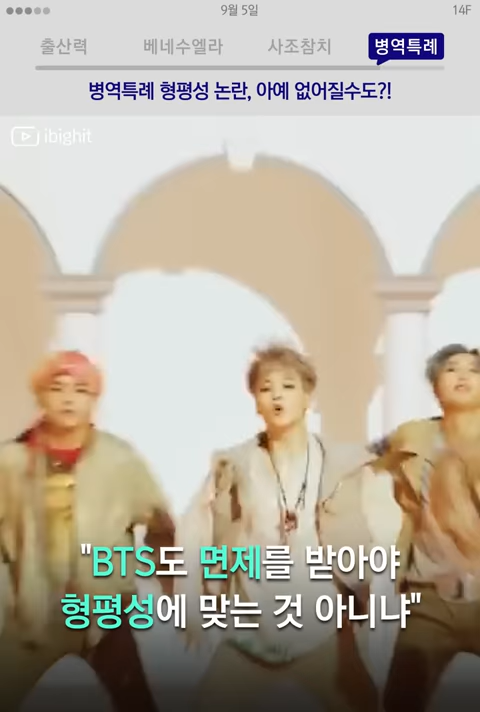 9월 5일
14F
출산력 베네수엘라 사조참치 병역특례
병역특례 형평성 논란, 아예 없어질수도?!
ibighit
"BTS도 면제를 받아야
형평성에 맞는 것 아니냐"